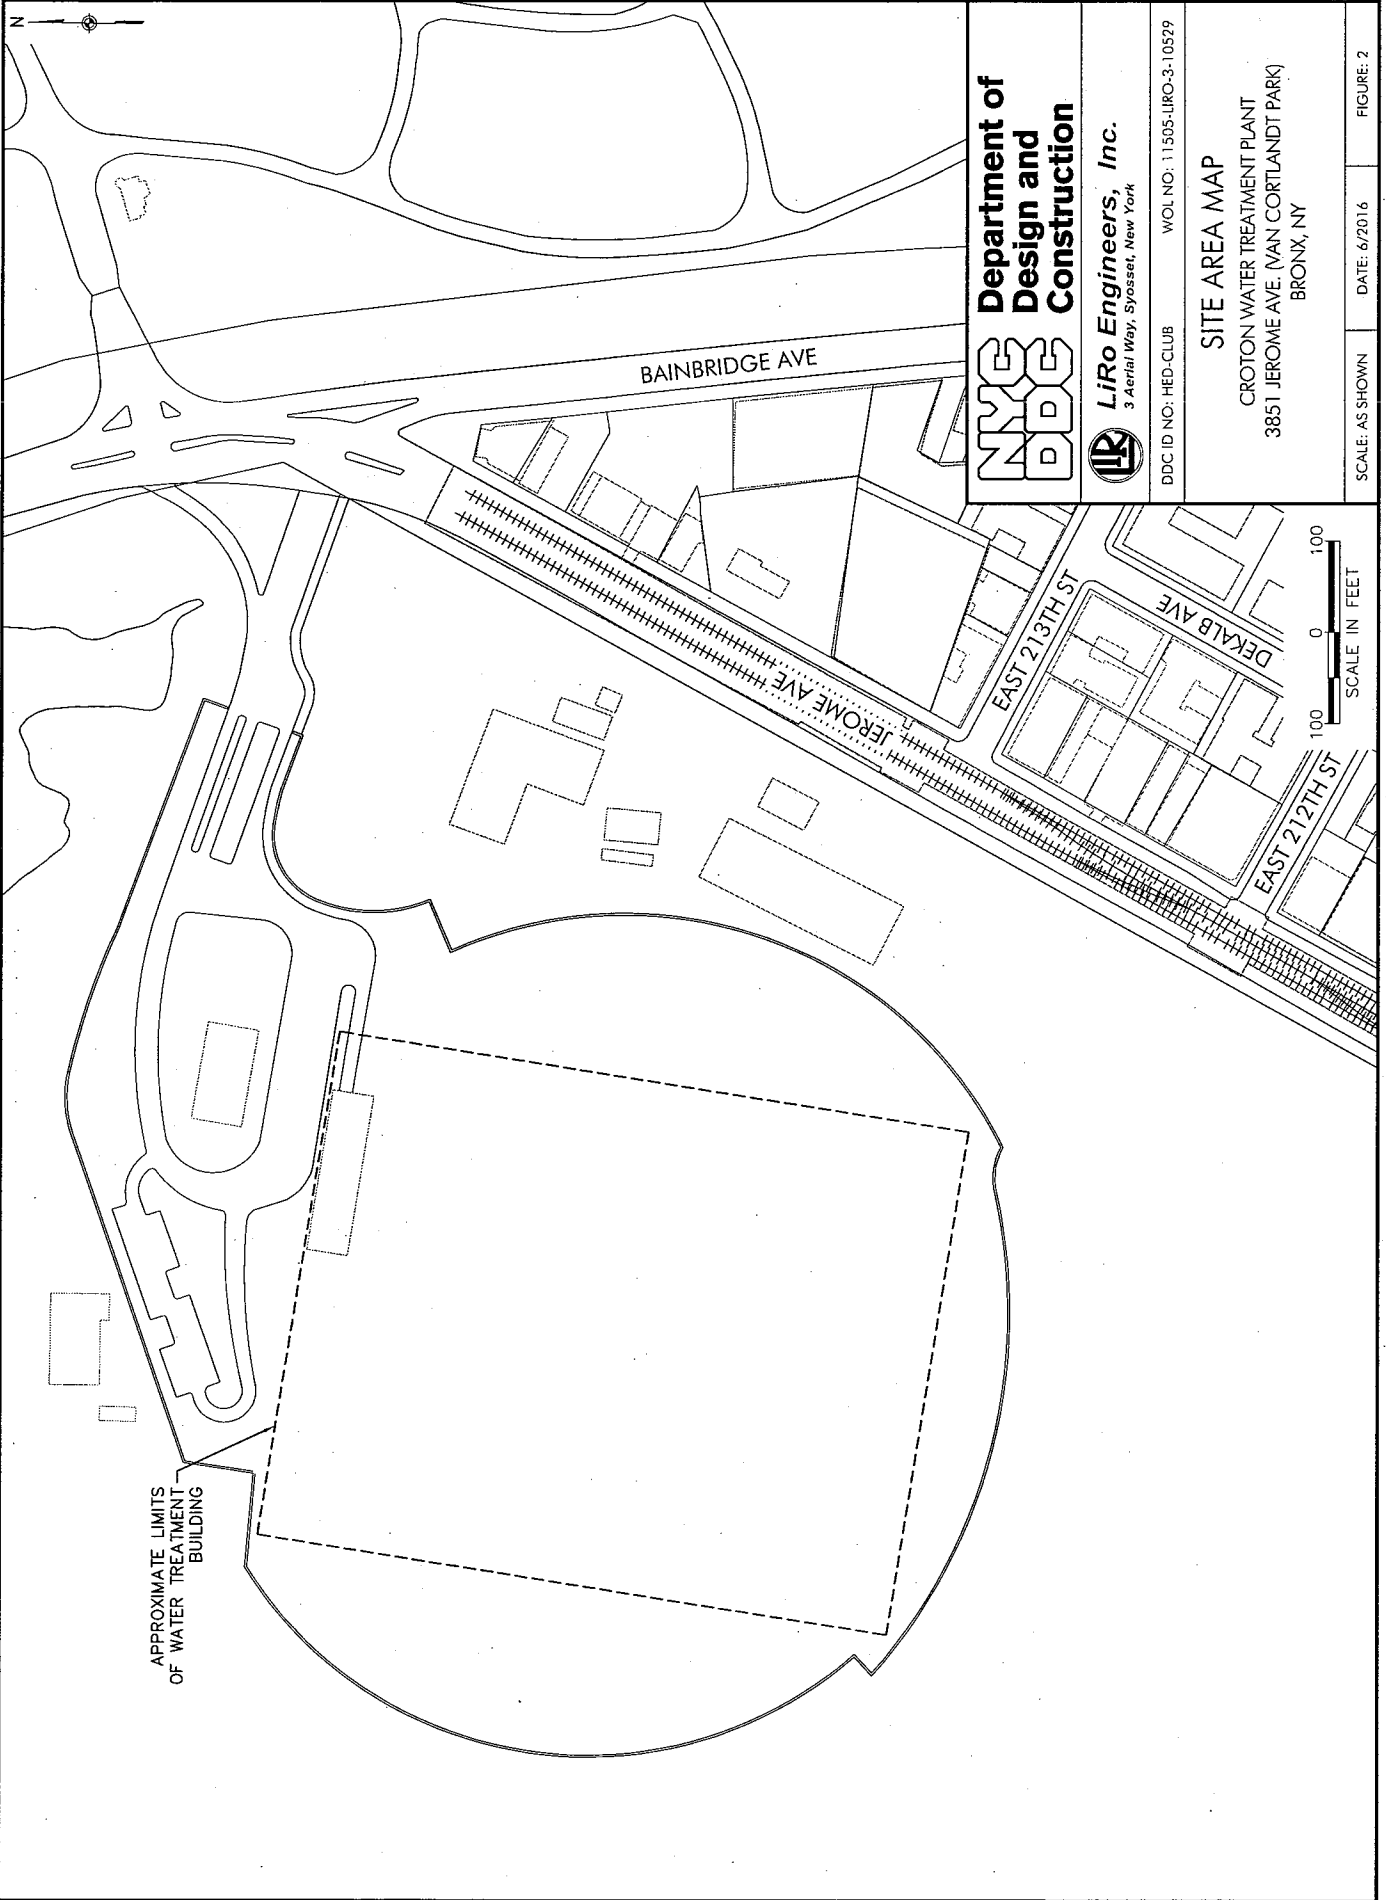 N
APPROXIMATE LIMITS
OF WATER TREATMENT
BUILDING
BAINBRIDGE AVE
JEROME AVE
EAST 213TH ST
DEKALB AVE
EAST 212TH ST
100 0 100
SCALE IN FEET
NYC
DDC
Department of
Design and
Construction
LiRo
LiRo Engineers, Inc.
3 Aerial Way, Syosset, New York
DDC ID NO: HED-CLUB WOL NO: 11505-LIRO-3-10529
SITE AREA MAP
CROTON WATER TREATMENT PLANT
3851 JEROME AVE. (VAN CORTLANDT PARK)
BRONX, NY
SCALE: AS SHOWN DATE: 6/2016 FIGURE: 2